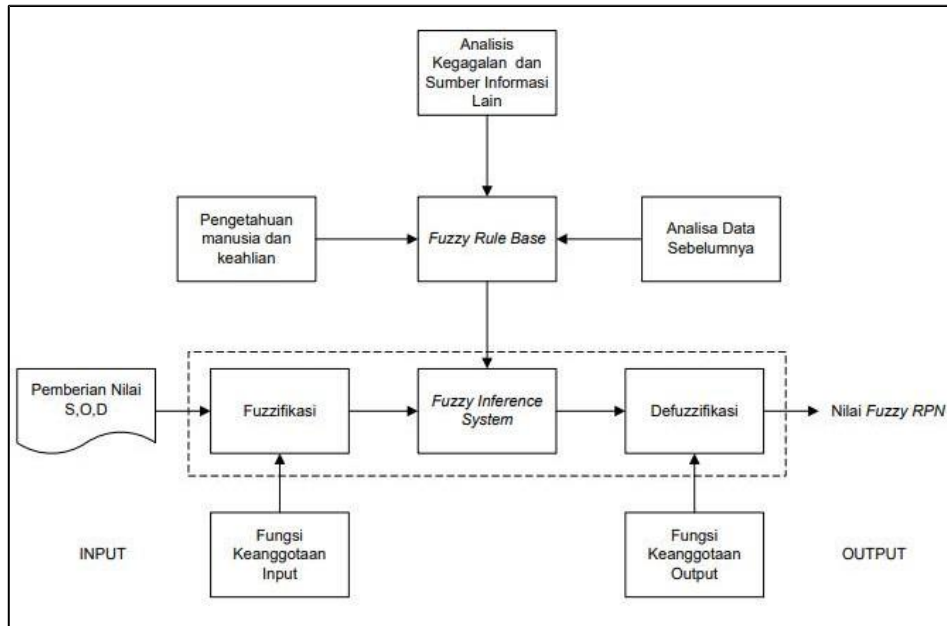 Analisis
Kegagalan dan
Sumber Informasi
Lain
Pengetahuan
manusia dan
keahlian
Fuzzy Rule Base
Analisa Data
Sebelumnya
Pemberian Nilai
S,O,D
Fuzzifikasi
Fuzzy Inference
System
Defuzzifikasi
Nilai Fuzzy RPN
INPUT
Fungsi
Keanggotaan
Input
Fungsi
Keanggotaan
Output
OUTPUT